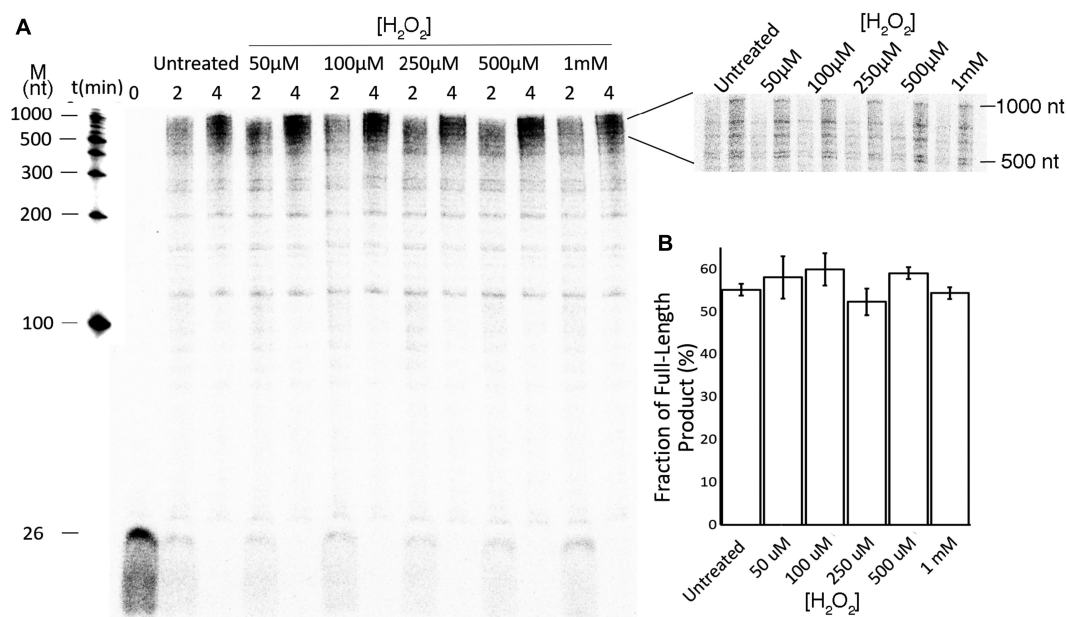 A
[H₂O₂]
M
(nt)
t(min)
Untreated 50µM 100µM 250µM 500µM 1mM
0 2 4 2 4 2 4 2 4 2 4 2 4
1000
500
300
200
100
26
[H₂O₂]
Untreated 50µM 100µM 250µM 500µM 1mM
1000 nt
500 nt
B
Fraction of Full-Length
Product (%)
60
50
40
30
20
10
0
Untreated 50 uM 100 uM 250 uM 500 uM 1 mM
[H₂O₂]